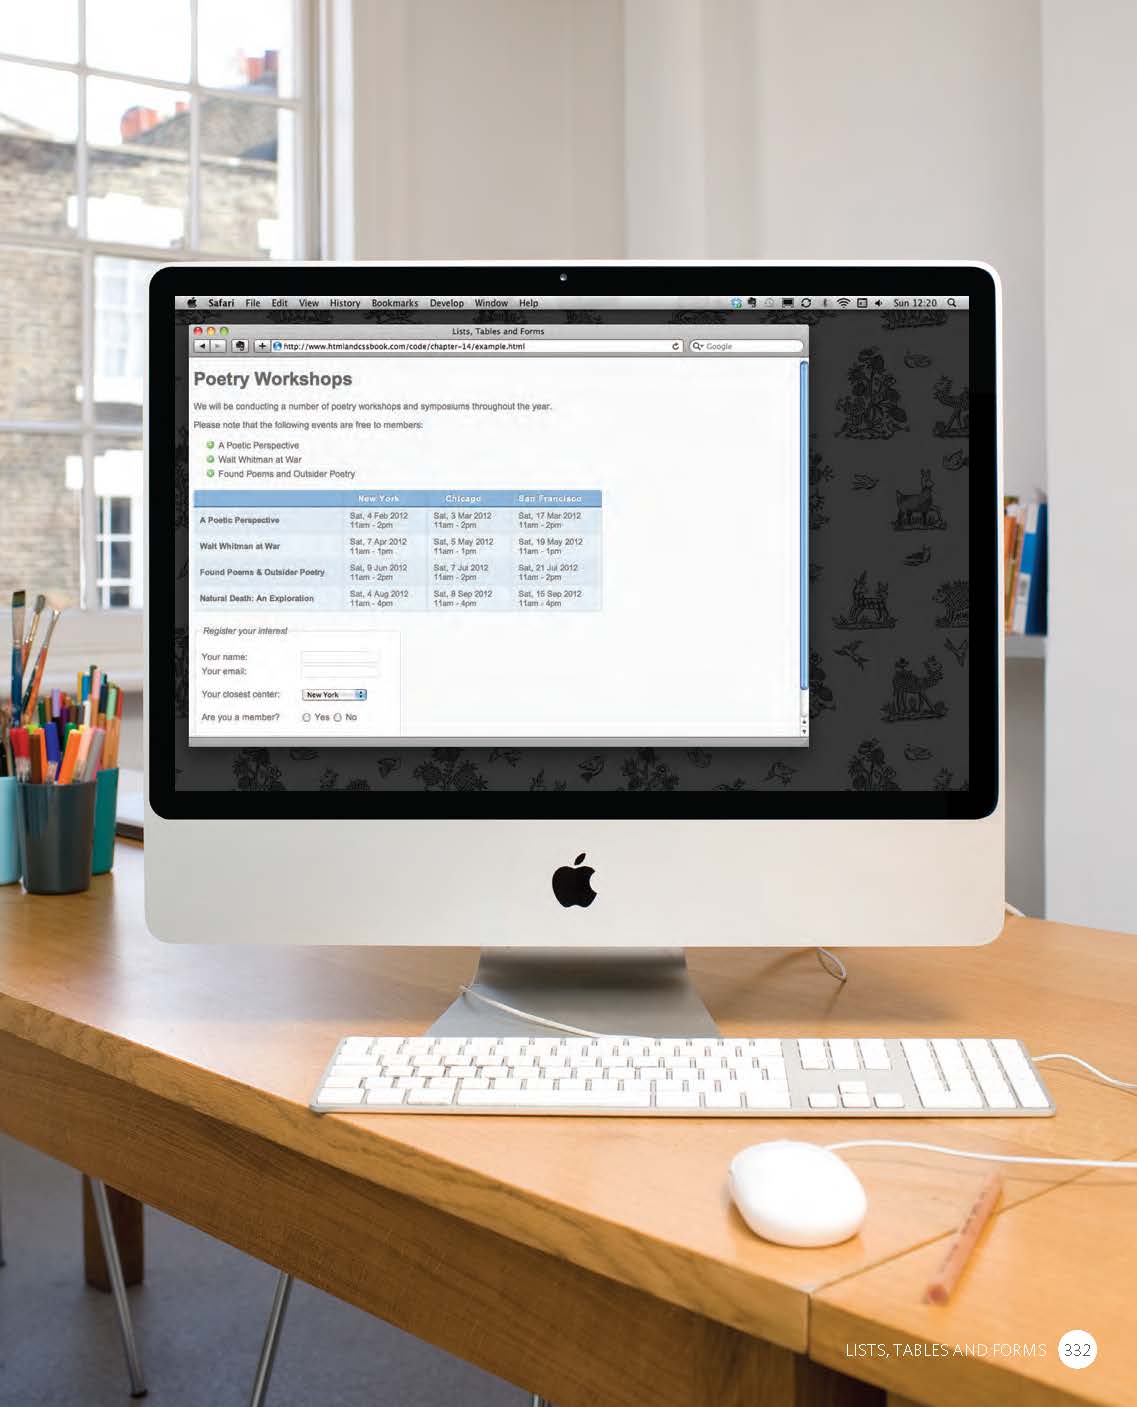 Safari File Edit View History Bookmarks Develop Window Help Sun 12:20
Lists, Tables and Forms
http://www.htmlandcssbook.com/code/chapter-14/example.html Google
Poetry Workshops
We will be conducting a number of poetry workshops and symposiums throughout the year.
Please note that the following events are free to members:
A Poetic Perspective
Walt Whitman at War
Found Poems and Outsider Poetry
New York Chicago San Francisco
A Poetic Perspective Sat, 4 Feb 2012 11am - 2pm Sat, 3 Mar 2012 11am - 2pm Sat, 17 Mar 2012 11am - 2pm
Walt Whitman at War Sat, 7 Apr 2012 11am - 1pm Sat, 5 May 2012 11am - 1pm Sat, 19 May 2012 11am - 1pm
Found Poems & Outsider Poetry Sat, 9 Jun 2012 11am - 2pm Sat, 7 Jul 2012 11am - 2pm Sat, 21 Jul 2012 11am - 2pm
Natural Death: An Exploration Sat, 4 Aug 2012 11am - 4pm Sat, 8 Sep 2012 11am - 4pm Sat, 15 Sep 2012 11am - 4pm
Register your interest
Your name:
Your email:
Your closest center: New York
Are you a member? Yes No
LISTS, TABLES AND FORMS 332